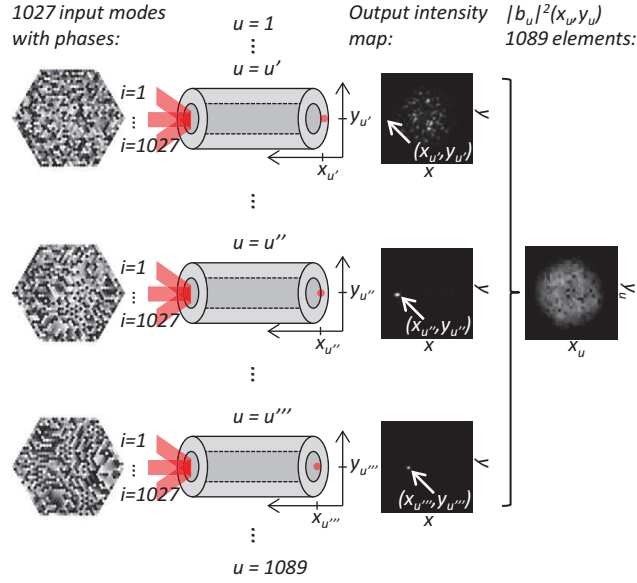 1027 input modes
with phases:
u = 1
...
u = u'
Output intensity
map:
|b_u|²(x_u,y_u)
1089 elements:
i=1
...
i=1027
y_u'
x_u'
(x_u',y_u')
y
x
...
u = u''
i=1
...
i=1027
y_u''
x_u''
(x_u'',y_u'')
y
x
y_u
x_u
...
u = u'''
i=1
...
i=1027
y_u'''
x_u'''
(x_u''',y_u''')
y
x
...
u = 1089